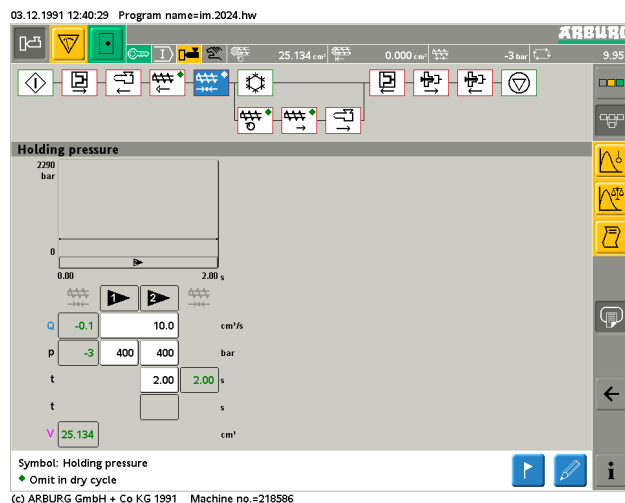 03.12.1991 12:40:29 Program name=im.2024.hw
ARBURG
25.134 cm³ 0.000 cm³ -3 bar 9.95
Holding pressure
2290
bar
0
0.00 2.00 s
1 2
Q -0.1 10.0 cm³/s
p -3 400 400 bar
t 2.00 2.00 s
t s
V 25.134 cm³
Symbol: Holding pressure
Omit in dry cycle
i
(c) ARBURG GmbH + Co KG 1991 Machine no.=218586